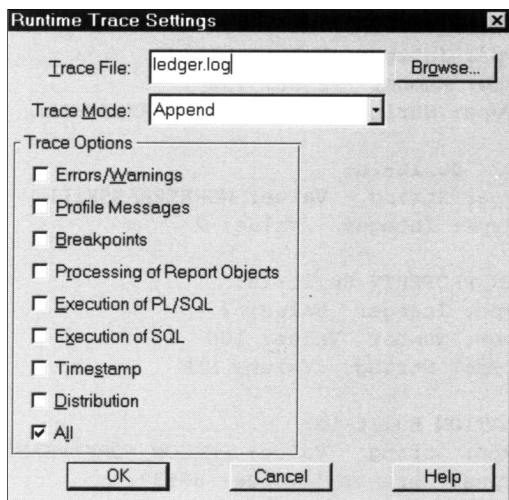 Runtime Trace Settings
Trace File: ledger.log Browse...
Trace Mode: Append
Trace Options
Errors/Warnings
Profile Messages
Breakpoints
Processing of Report Objects
Execution of PL/SQL
Execution of SQL
Timestamp
Distribution
All
OK Cancel Help